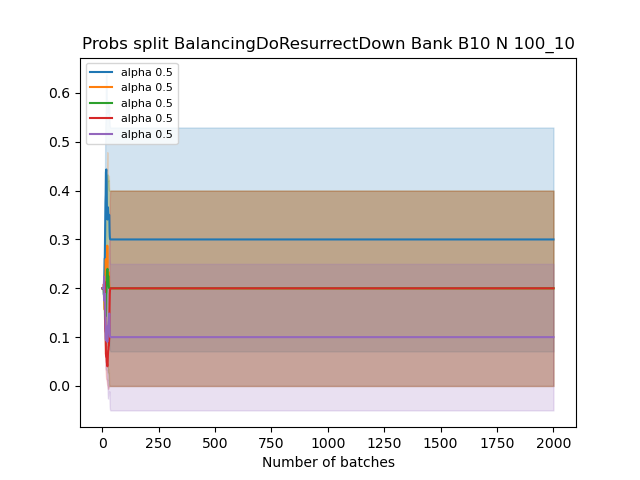 Probs split BalancingDoResurrectDown Bank B10 N 100_10
alpha 0.5
alpha 0.5
alpha 0.5
alpha 0.5
alpha 0.5
0.6
0.5
0.4
0.3
0.2
0.1
0.0
0 250 500 750 1000 1250 1500 1750 2000
Number of batches